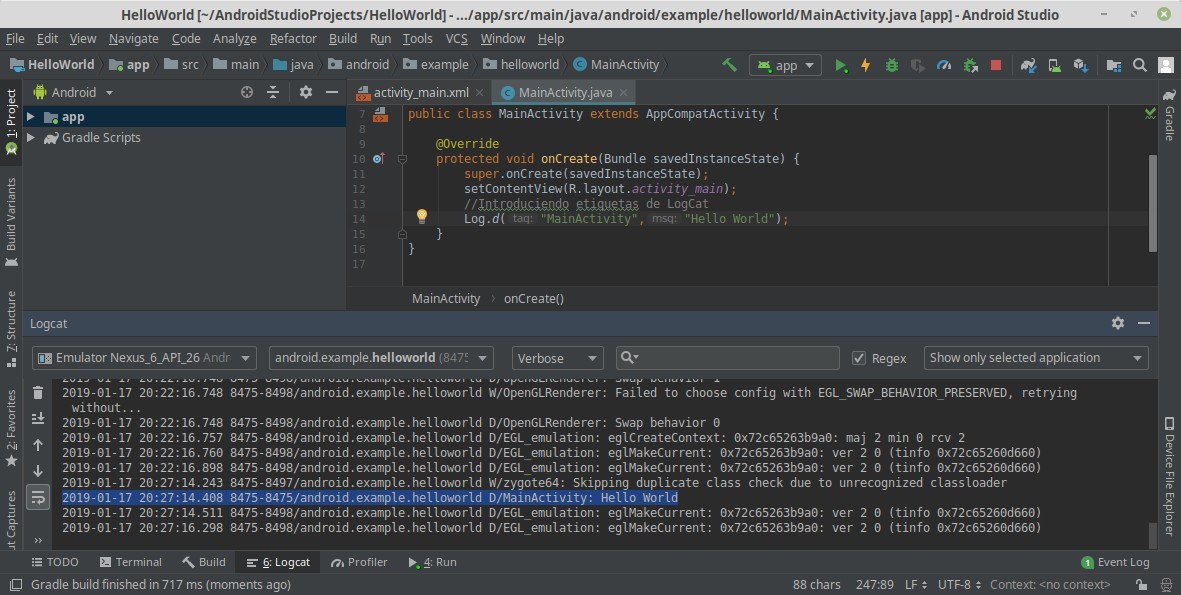 HelloWorld [~/AndroidStudioProjects/HelloWorld] - .../app/src/main/java/android/example/helloworld/MainActivity.java [app] - Android Studio
File Edit View Navigate Code Analyze Refactor Build Run Tools VCS Window Help
HelloWorld app src main java android example helloworld MainActivity app
1: Project
Build Variants
7: Structure
2: Favorites
ut Captures
Android
app
Gradle Scripts
activity_main.xml MainActivity.java
7 public class MainActivity extends AppCompatActivity {
8
9 @Override
10 protected void onCreate(Bundle savedInstanceState) {
11 super.onCreate(savedInstanceState);
12 setContentView(R.layout.activity_main);
13 //Introduciendo etiquetas de LogCat
14 Log.d( tag: "MainActivity", msg: "Hello World");
15 }
16 }
17
MainActivity › onCreate()
Gradle
Device File Explorer
Logcat
Emulator Nexus_6_API_26 Andr android.example.helloworld (8475 Verbose Regex Show only selected application
2019-01-17 20:22:16.748 8475-8498/android.example.helloworld D/OpenGLRenderer: Swap behavior 1
2019-01-17 20:22:16.748 8475-8498/android.example.helloworld W/OpenGLRenderer: Failed to choose config with EGL_SWAP_BEHAVIOR_PRESERVED, retrying
without...
2019-01-17 20:22:16.748 8475-8498/android.example.helloworld D/OpenGLRenderer: Swap behavior 0
2019-01-17 20:22:16.757 8475-8498/android.example.helloworld D/EGL_emulation: eglCreateContext: 0x72c65263b9a0: maj 2 min 0 rcv 2
2019-01-17 20:22:16.760 8475-8498/android.example.helloworld D/EGL_emulation: eglMakeCurrent: 0x72c65263b9a0: ver 2 0 (tinfo 0x72c65260d660)
2019-01-17 20:22:16.898 8475-8498/android.example.helloworld D/EGL_emulation: eglMakeCurrent: 0x72c65263b9a0: ver 2 0 (tinfo 0x72c65260d660)
2019-01-17 20:27:14.243 8475-8497/android.example.helloworld W/zygote64: Skipping duplicate class check due to unrecognized classloader
2019-01-17 20:27:14.408 8475-8475/android.example.helloworld D/MainActivity: Hello World
2019-01-17 20:27:14.511 8475-8498/android.example.helloworld D/EGL_emulation: eglMakeCurrent: 0x72c65263b9a0: ver 2 0 (tinfo 0x72c65260d660)
2019-01-17 20:27:16.298 8475-8498/android.example.helloworld D/EGL_emulation: eglMakeCurrent: 0x72c65263b9a0: ver 2 0 (tinfo 0x72c65260d660)
TODO Terminal Build 6: Logcat Profiler 4: Run 1 Event Log
Gradle build finished in 717 ms (moments ago) 88 chars 247:89 LF UTF-8 Context: <no context>